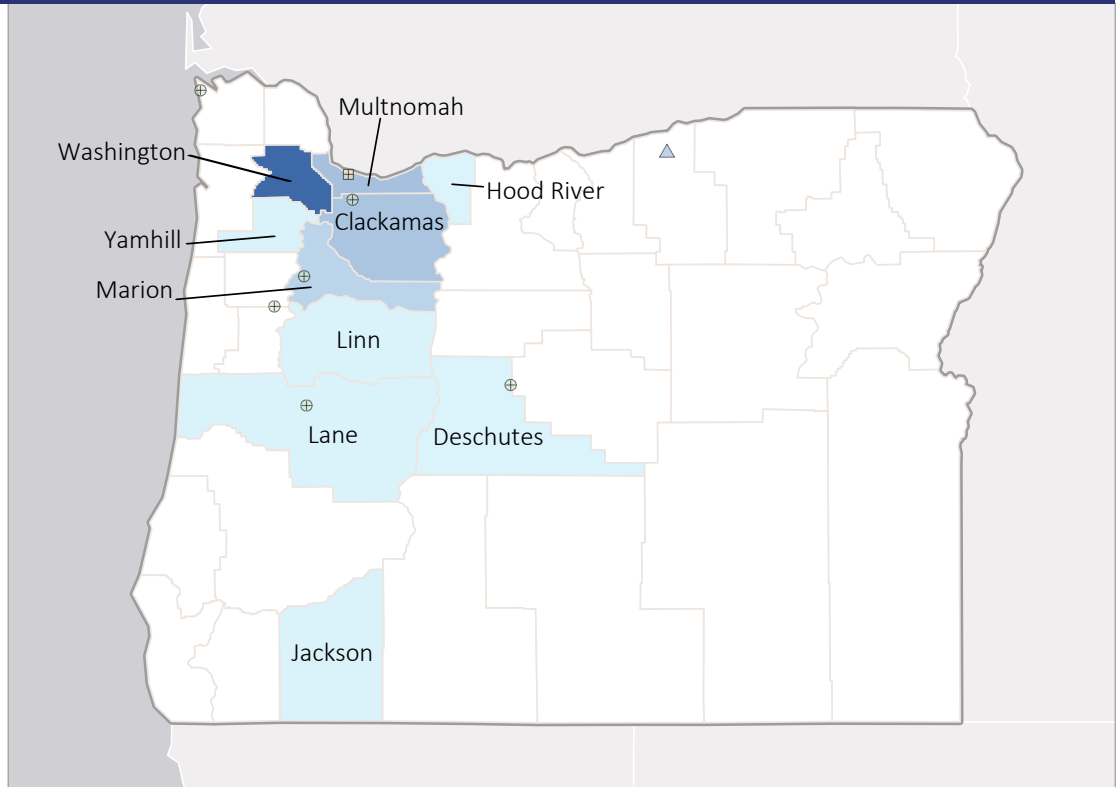 Multnomah
Washington
Hood River
Clackamas
Yamhill
Marion
Linn
Lane
Deschutes
Jackson